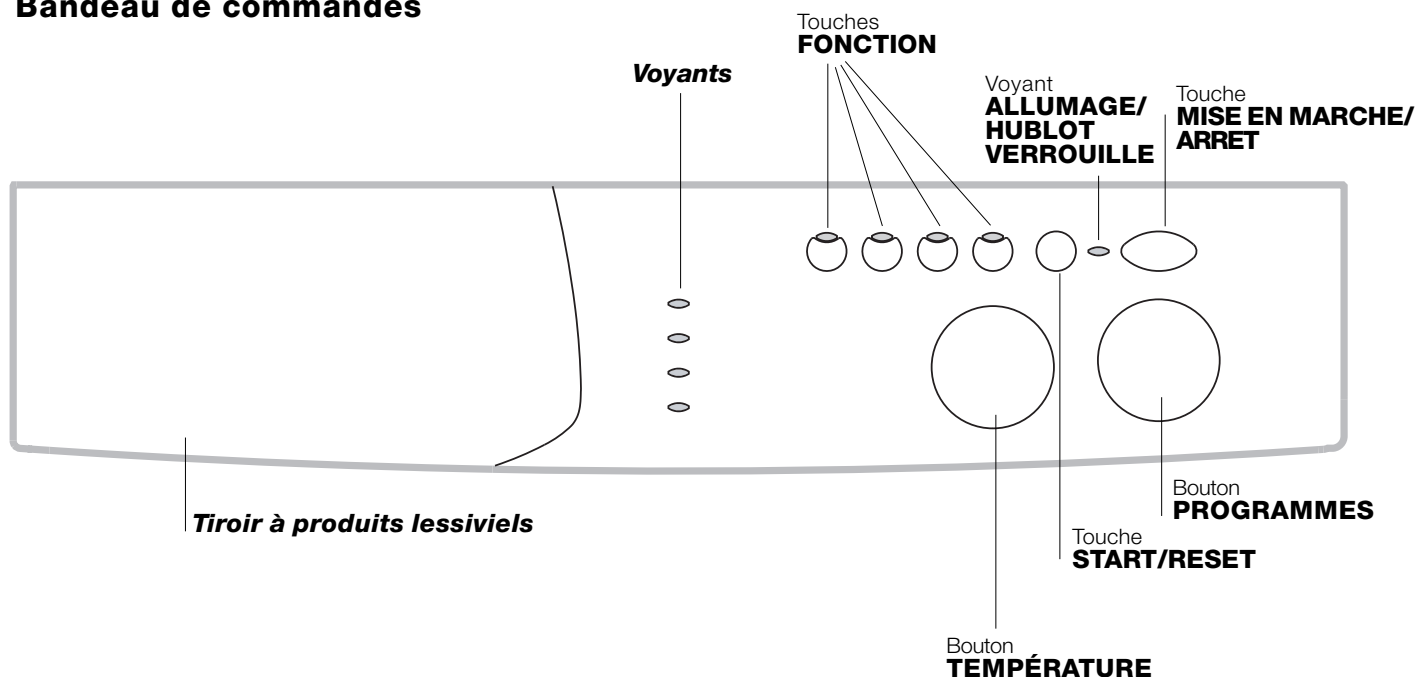 Bandeau de commandes
Touches
FONCTION
Voyants
Voyant
ALLUMAGE/
HUBLOT
VERROUILLE
Touche
MISE EN MARCHE/
ARRET
Tiroir à produits lessiviels
Bouton
PROGRAMMES
Touche
START/RESET
Bouton
TEMPÉRATURE